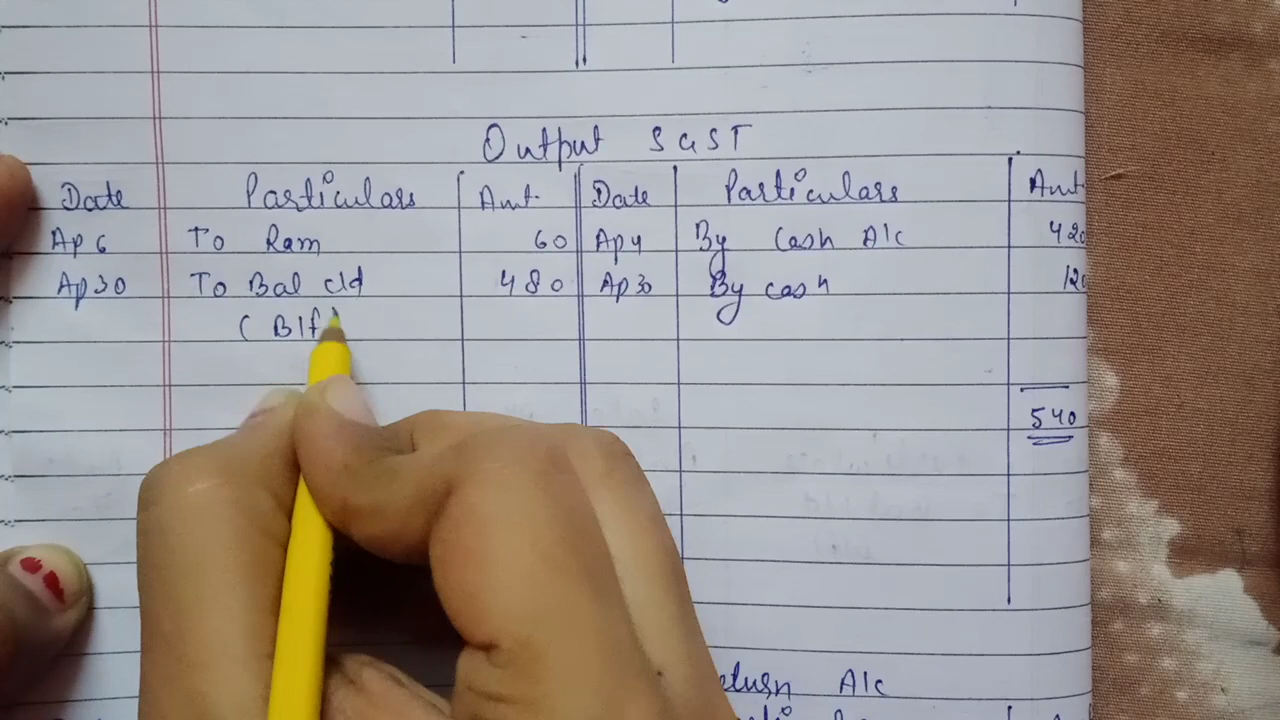 Output SGST
Date Particulars Amt. Date Particulars Amt
Ap 6 To Ram 60 Ap 4 By Cash A/c 420
Ap 30 To Bal c/d 480 Ap 30 By cash 120
( B/f )
540
A/c